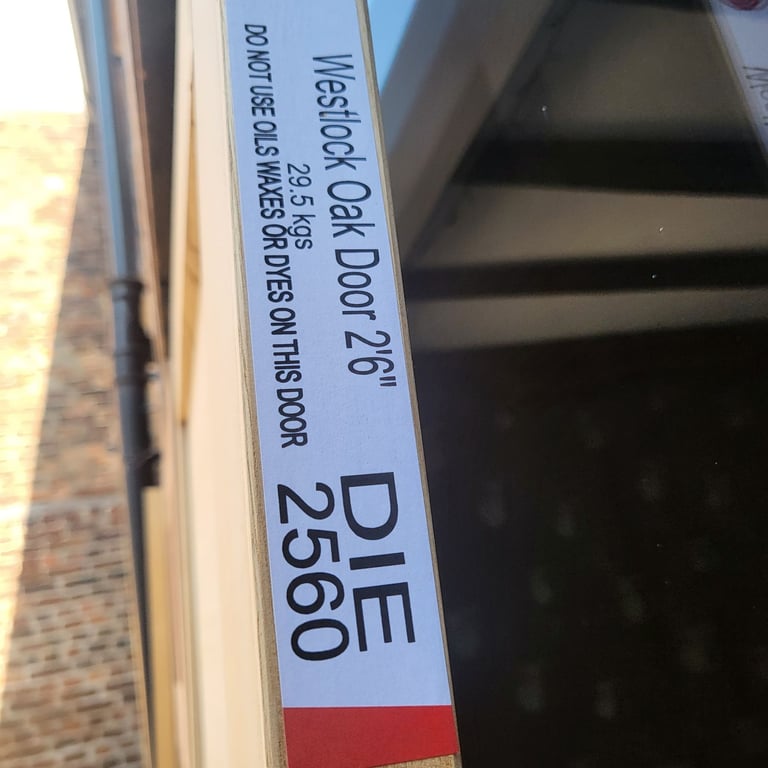 Westlock Oak Door 2'6"
29.5 kgs
DO NOT USE OILS WAXES OR DYES ON THIS DOOR
DIE
2560